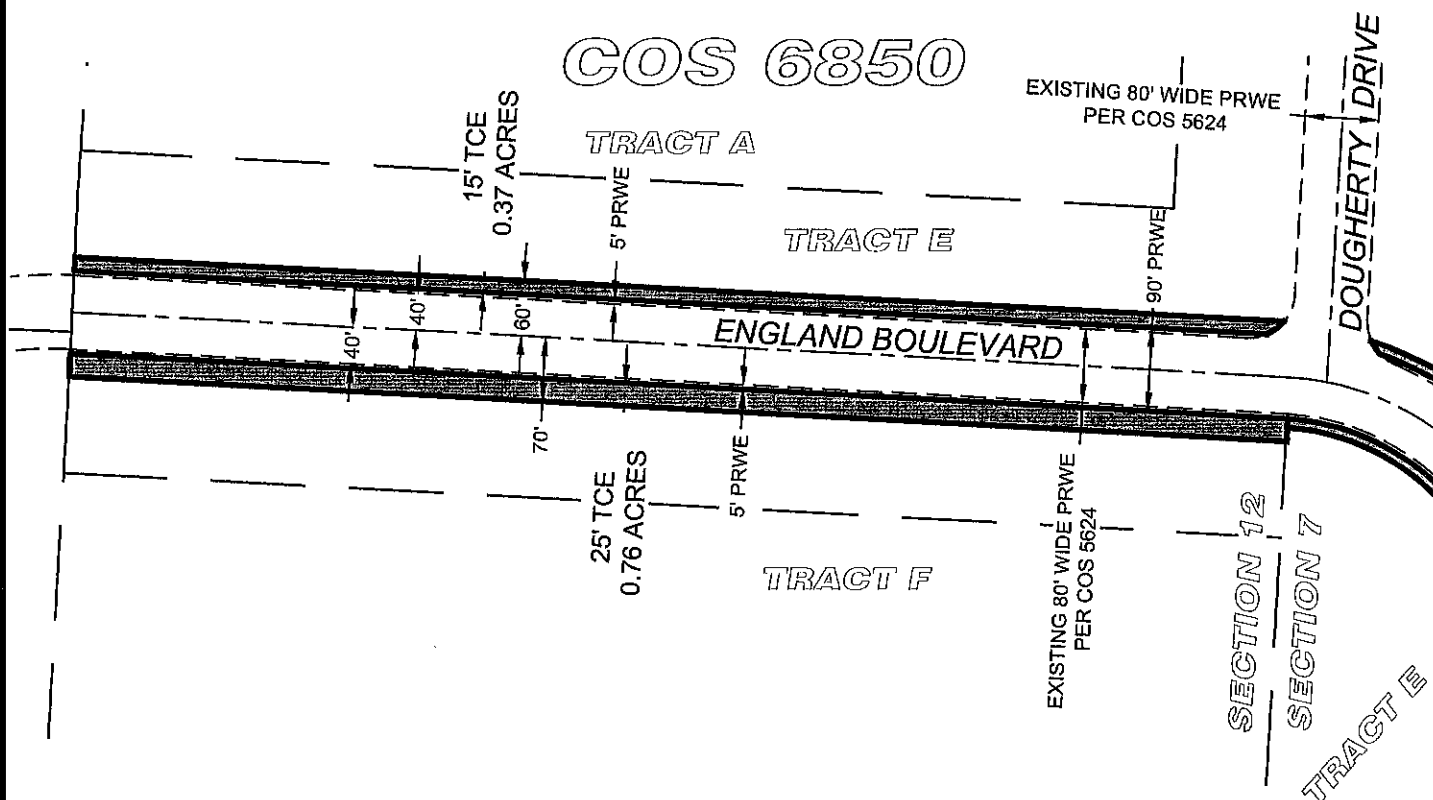 COS 6850
EXISTING 80' WIDE PRWE
PER COS 5624
DOUGHERTY DRIVE
TRACT A
15' TCE
0.37 ACRES
5' PRWE
TRACT E
90' PRWE
40'
40'
60'
ENGLAND BOULEVARD
70'
25' TCE
0.76 ACRES
5' PRWE
EXISTING 80' WIDE PRWE
PER COS 5624
TRACT F
SECTION 12
SECTION 7
TRACT E